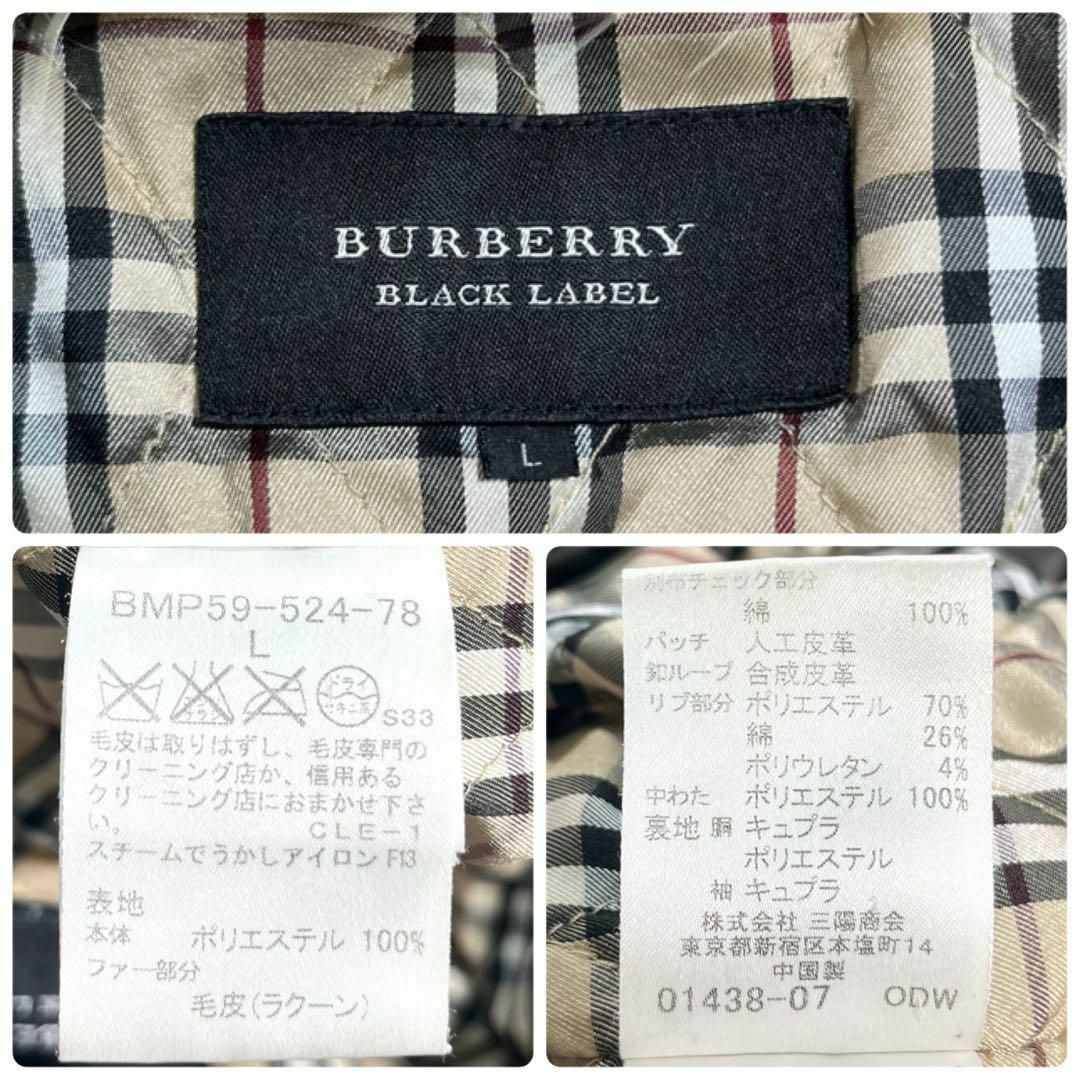 BURBERRY
BLACK LABEL
L
BMP59-524-78
L
ドライ
セキユ系
S33
毛皮は取りはずし、毛皮専門の
クリーニング店か、信用ある
クリーニング店におまかせ下さ
い。 CLE-1
スチームでうかしアイロン F13
表地
本体 ポリエステル 100%
ファー部分
毛皮(ラクーン)
別布チェック部分
綿 100%
パッチ 人工皮革
釦ループ 合成皮革
リブ部分 ポリエステル 70%
綿 26%
ポリウレタン 4%
中わた ポリエステル 100%
裏地 胴 キュプラ
ポリエステル
袖 キュプラ
株式会社 三陽商会
東京都新宿区本塩町14
中国製
01438-07 ODW